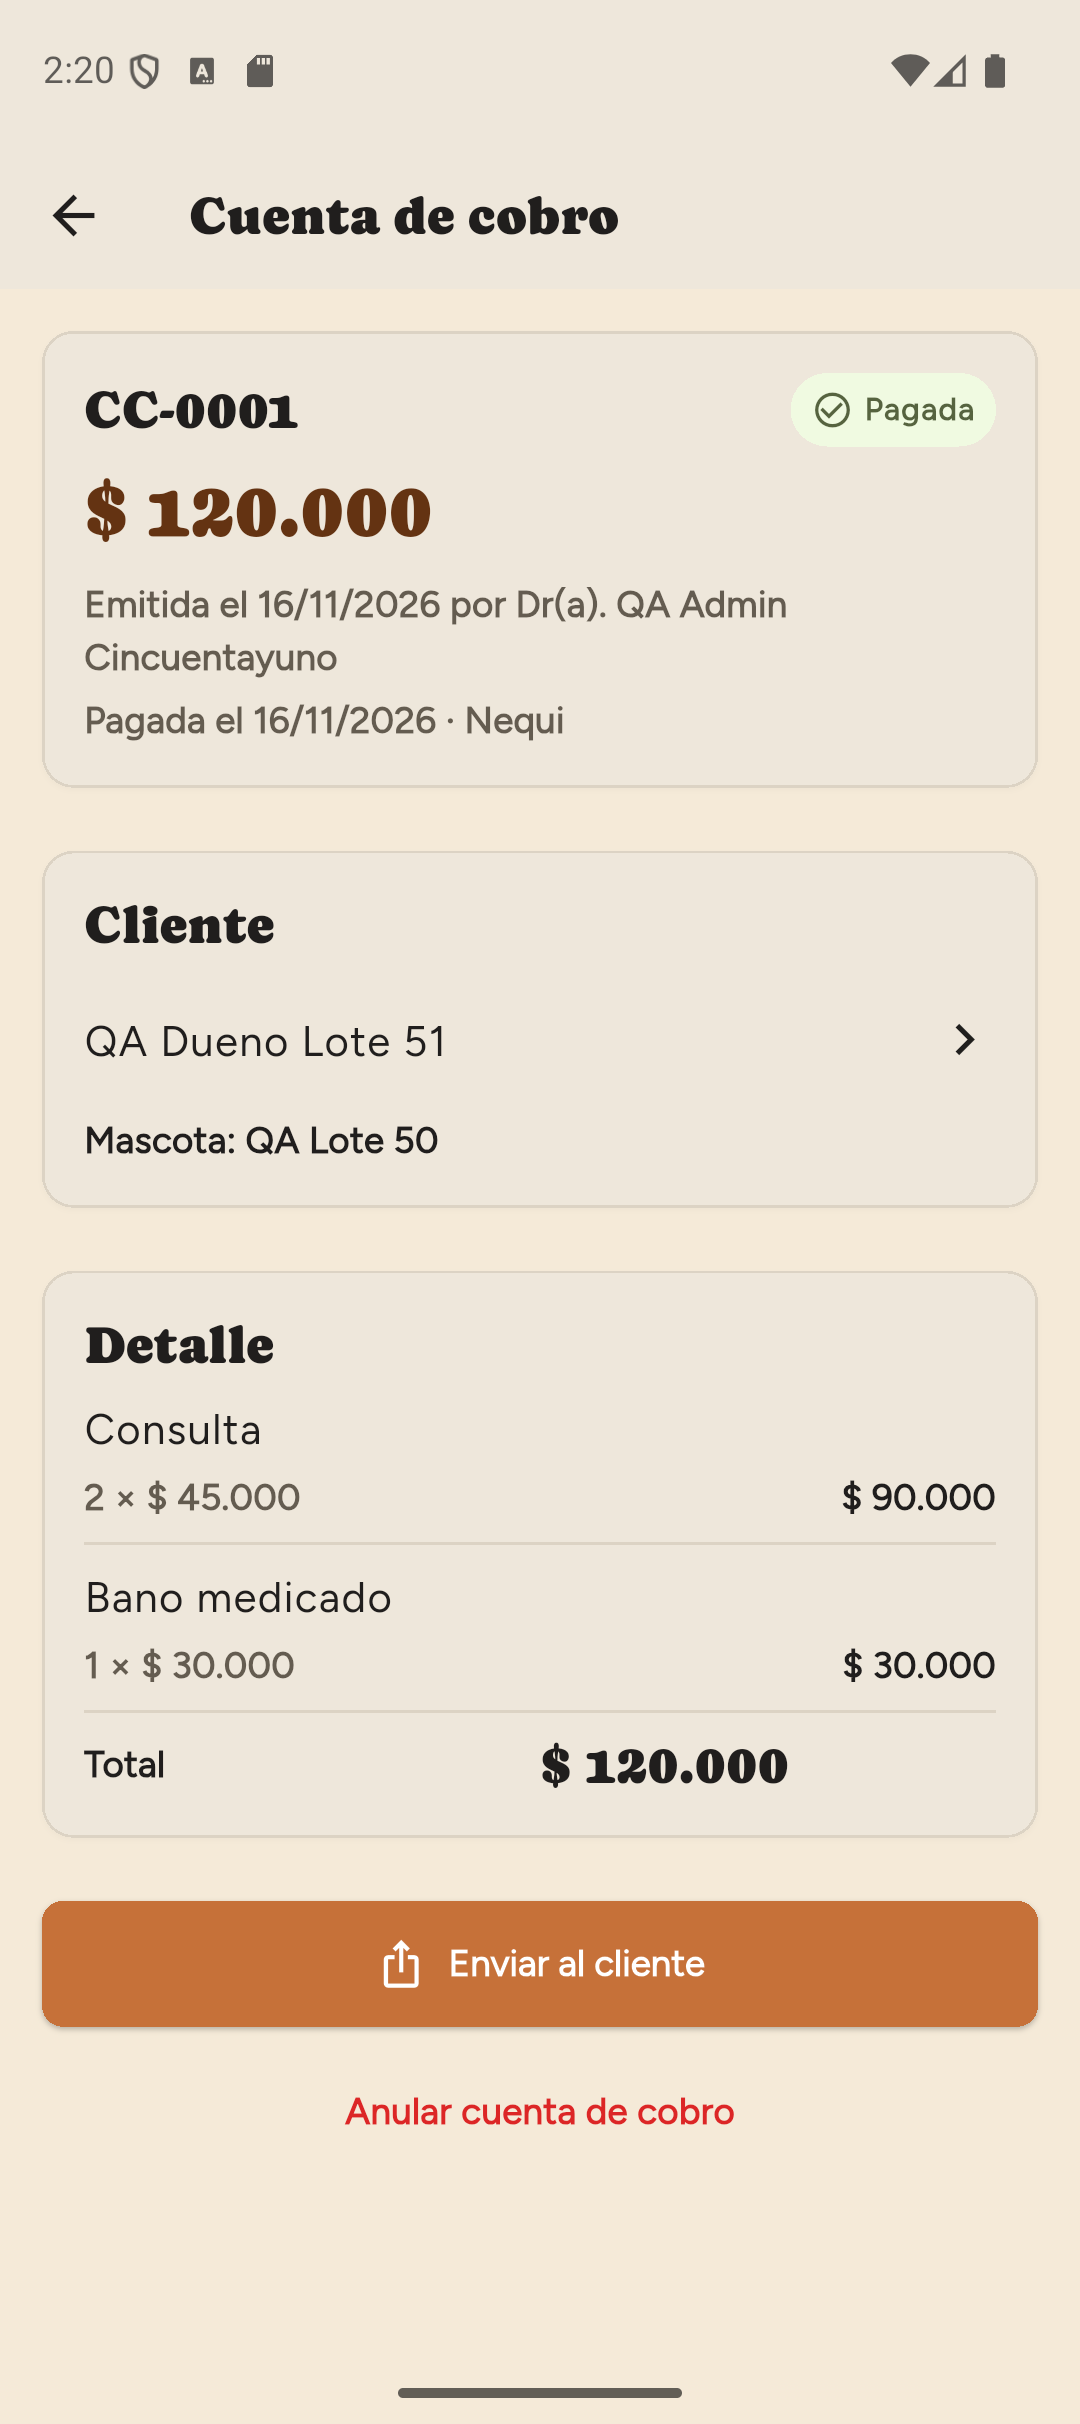 2:20
Cuenta de cobro
CC-0001
Pagada
$ 120.000
Emitida el 16/11/2026 por Dr(a). QA Admin
Cincuentayuno
Pagada el 16/11/2026 · Nequi
Cliente
QA Dueno Lote 51
Mascota: QA Lote 50
Detalle
Consulta
2 × $ 45.000 $ 90.000
Bano medicado
1 × $ 30.000 $ 30.000
Total $ 120.000
Enviar al cliente
Anular cuenta de cobro